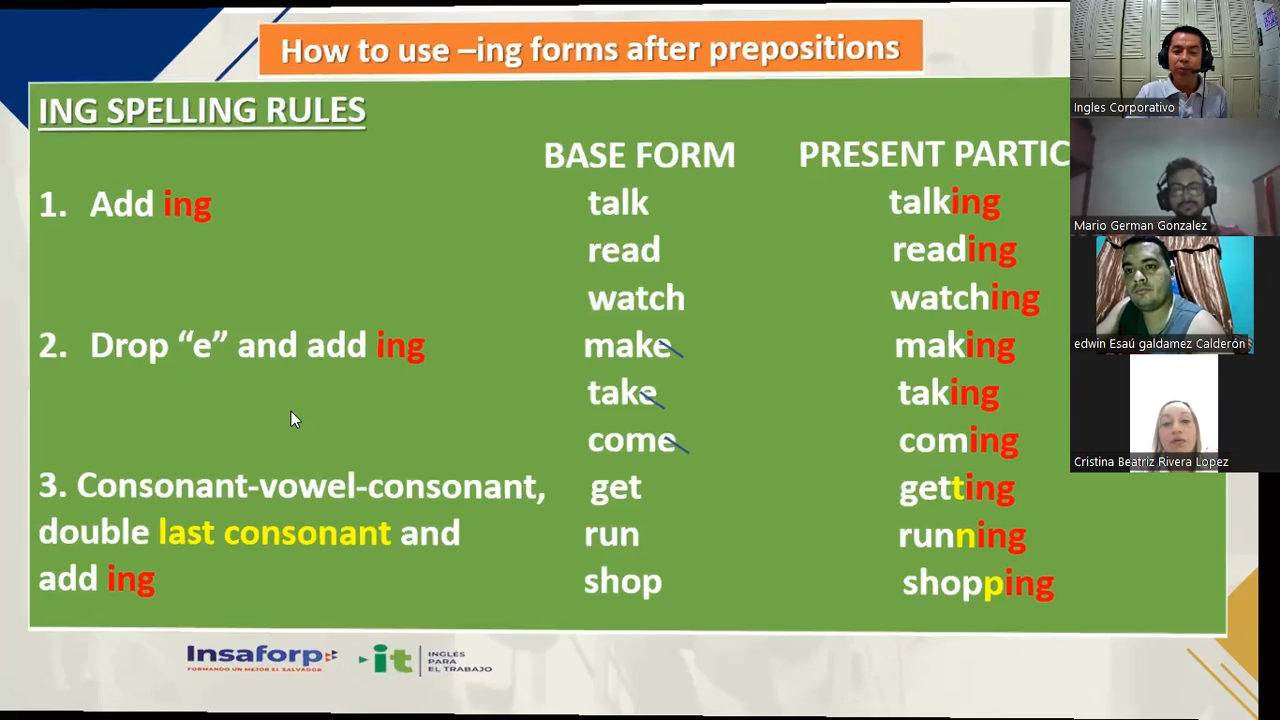 How to use –ing forms after prepositions
ING SPELLING RULES
BASE FORM PRESENT PARTIC
1. Add ing talk talking
read reading
watch watching
2. Drop “e” and add ing make making
take taking
come coming
3. Consonant-vowel-consonant, get getting
double last consonant and run running
add ing shop shopping
Insaforp
FORMANDO UN MEJOR EL SALVADOR
it
INGLÉS
PARA
EL TRABAJO
Ingles Corporativo
Mario German Gonzalez
edwin Esaú galdamez Calderón
Cristina Beatriz Rivera Lopez